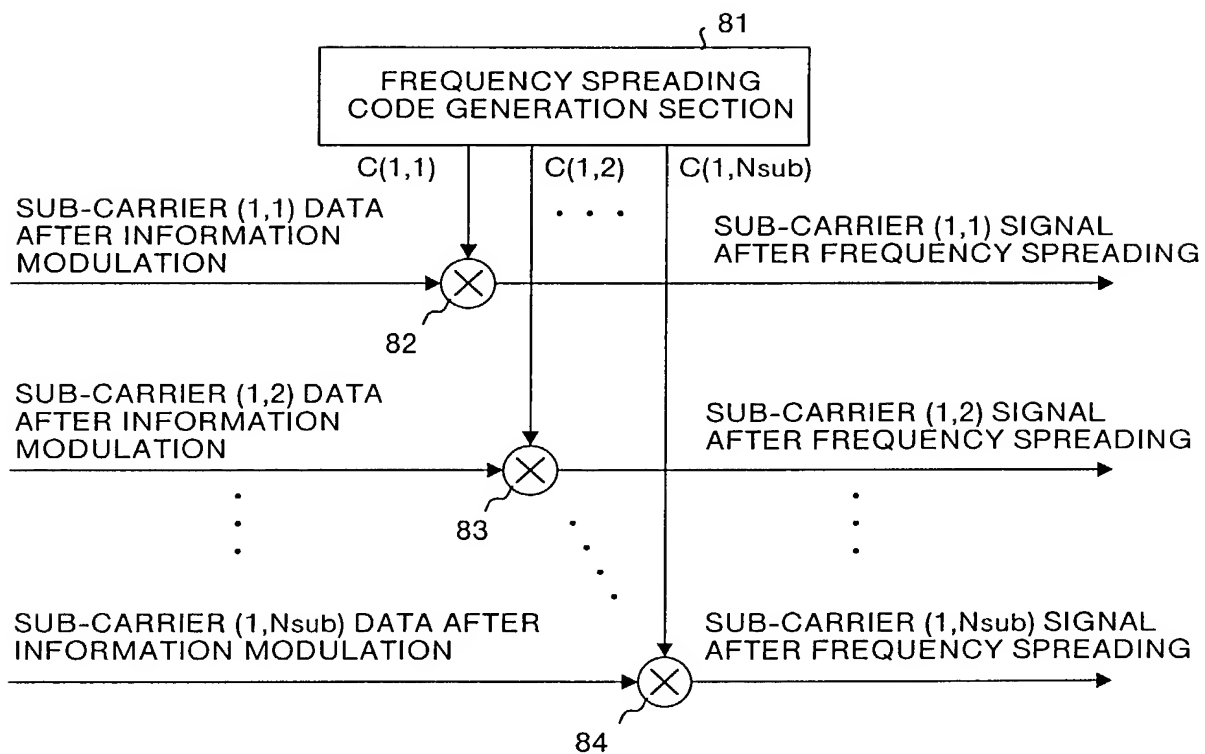 81
FREQUENCY SPREADING
CODE GENERATION SECTION
C(1,1)
C(1,2)
C(1,Nsub)
. . .
SUB-CARRIER (1,1) DATA
AFTER INFORMATION
MODULATION
SUB-CARRIER (1,1) SIGNAL
AFTER FREQUENCY SPREADING
82
SUB-CARRIER (1,2) DATA
AFTER INFORMATION
MODULATION
SUB-CARRIER (1,2) SIGNAL
AFTER FREQUENCY SPREADING
83
SUB-CARRIER (1,Nsub) DATA AFTER
INFORMATION MODULATION
SUB-CARRIER (1,Nsub) SIGNAL
AFTER FREQUENCY SPREADING
84